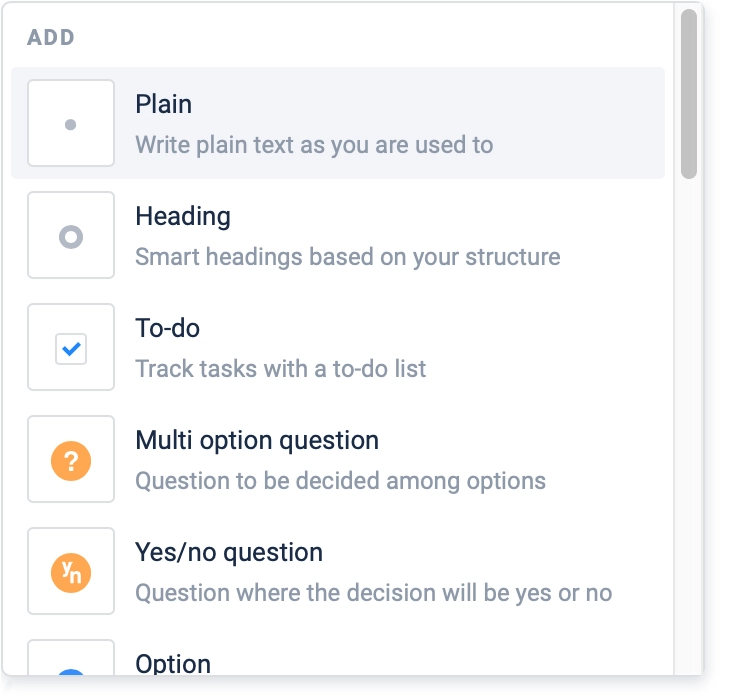 ADD
Plain
Write plain text as you are used to
Heading
Smart headings based on your structure
To-do
Track tasks with a to-do list
?
Multi option question
Question to be decided among options
yn
Yes/no question
Question where the decision will be yes or no
Option